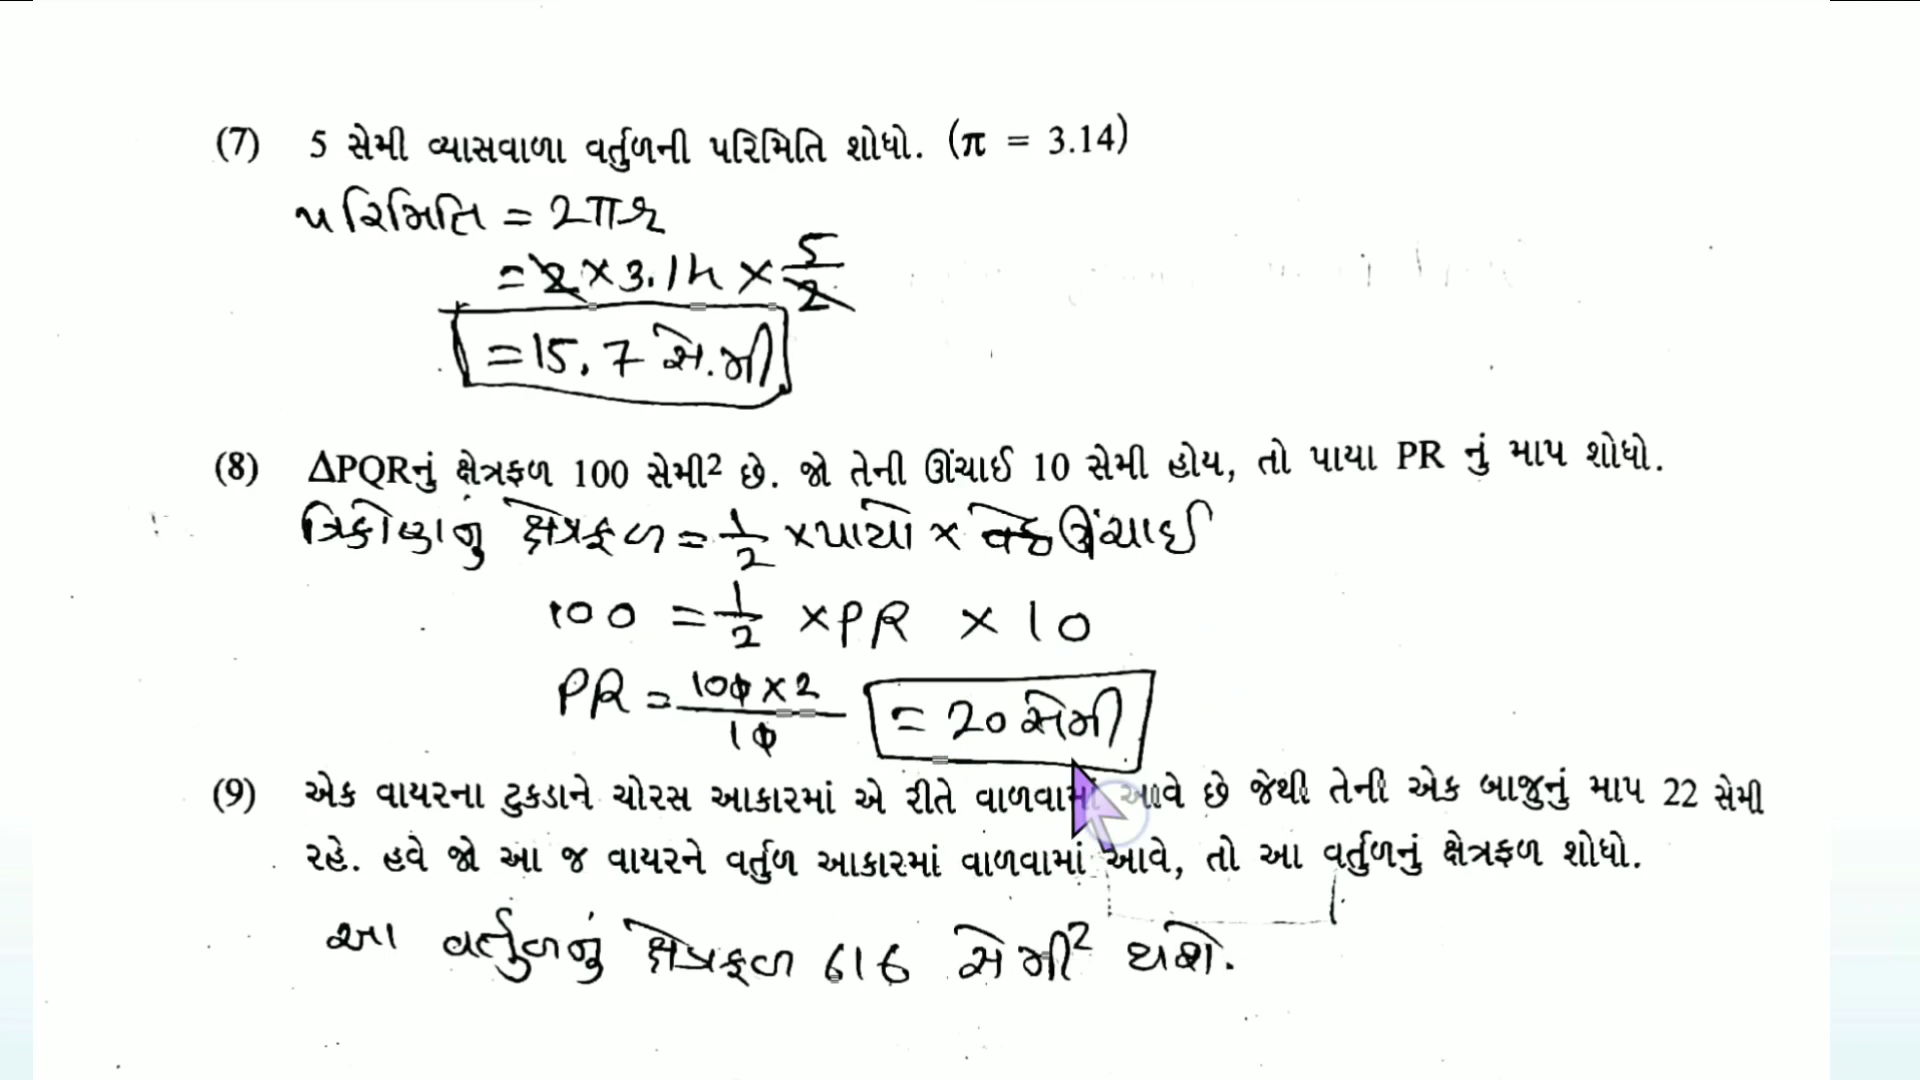 (7) 5 સેમી વ્યાસવાળા વર્તુળની પરિમિતિ શોધો. (π = 3.14)
પરિમિતિ = 2πr
= 2 × 3.14 × 5/2
= 15.7 સે.મી
(8) ΔPQRનું ક્ષેત્રફળ 100 સેમી² છે. જો તેની ઊંચાઈ 10 સેમી હોય, તો પાયા PR નું માપ શોધો.
ત્રિકોણનું ક્ષેત્રફળ = 1/2 × પાયો × ઊંચાઈ
100 = 1/2 × PR × 10
PR = 100 × 2 / 10 = 20 સેમી
(9) એક વાયરના ટુકડાને ચોરસ આકારમાં એ રીતે વાળવામાં આવે છે જેથી તેની એક બાજુનું માપ 22 સેમી
રહે. હવે જો આ જ વાયરને વર્તુળ આકારમાં વાળવામાં આવે, તો આ વર્તુળનું ક્ષેત્રફળ શોધો.
આ વર્તુળનું ક્ષેત્રફળ 616 સેમી² થશે.